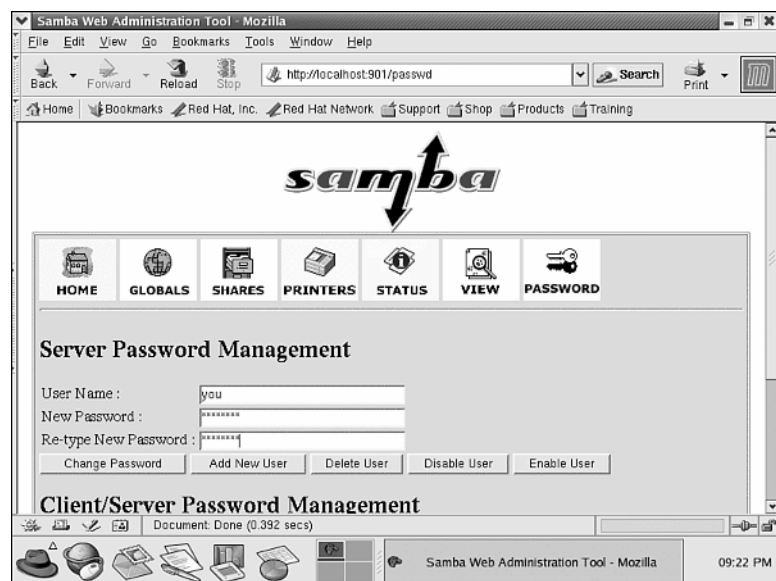 Samba Web Administration Tool - Mozilla
File Edit View Go Bookmarks Tools Window Help
Back Forward Reload Stop http://localhost:901/passwd Search Print
Home Bookmarks Red Hat, Inc. Red Hat Network Support Shop Products Training
samba
HOME GLOBALS SHARES PRINTERS STATUS VIEW PASSWORD
Server Password Management
User Name : you
New Password : ********
Re-type New Password : ********
Change Password Add New User Delete User Disable User Enable User
Client/Server Password Management
Document: Done (0.392 secs)
Samba Web Administration Tool - Mozilla 09:22 PM